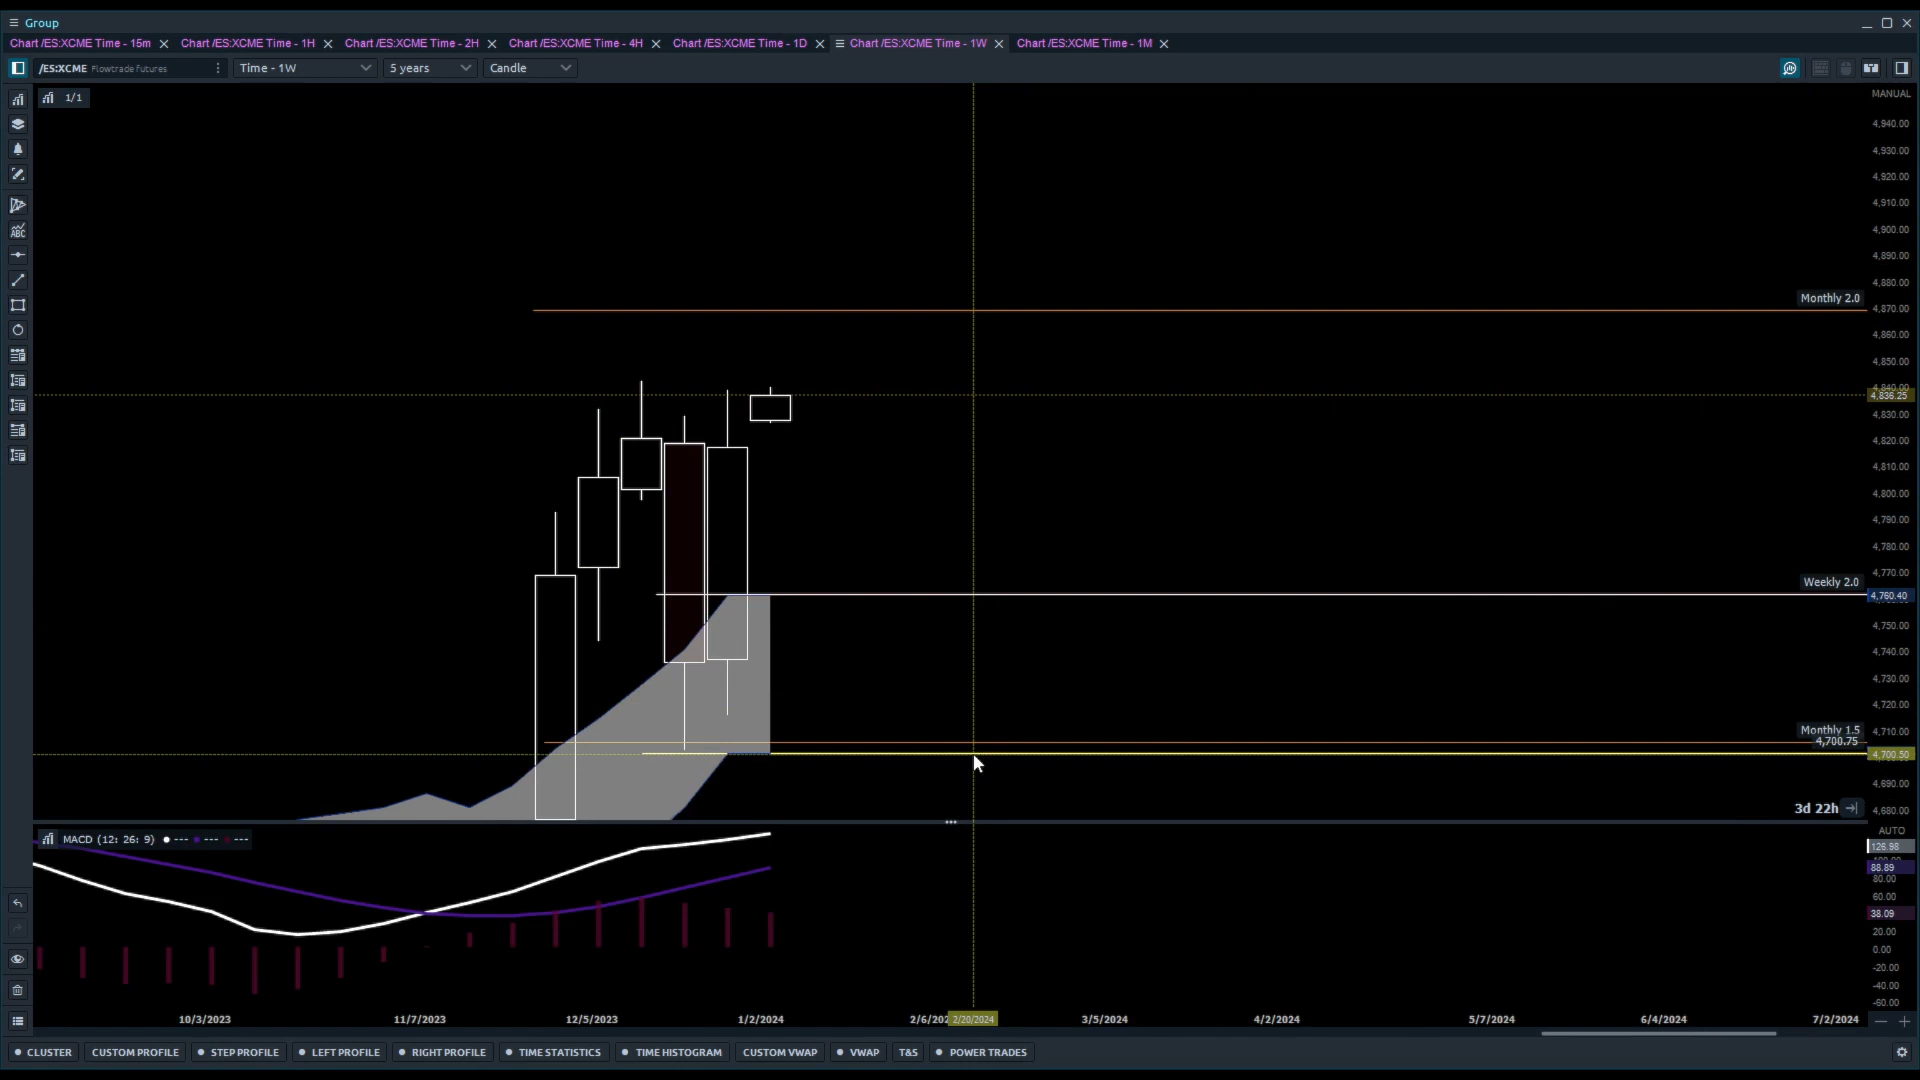 Group
Chart /ES:XCME Time - 15m
Chart /ES:XCME Time - 1H
Chart /ES:XCME Time - 2H
Chart /ES:XCME Time - 4H
Chart /ES:XCME Time - 1D
Chart /ES:XCME Time - 1W
Chart /ES:XCME Time - 1M
/ES:XCME Flowtrade futures
Time - 1W
5 years
Candle
1/1
MANUAL
4,940.00
4,930.00
4,920.00
4,910.00
4,900.00
4,890.00
4,880.00
Monthly 2.0
4,870.00
4,860.00
4,850.00
4,840.00
4,836.25
4,830.00
4,820.00
4,810.00
4,800.00
4,790.00
4,780.00
4,770.00
Weekly 2.0
4,760.40
4,750.00
4,740.00
4,730.00
4,720.00
Monthly 1.5
4,710.00
4,700.75
4,700.50
4,690.00
3d 22h
4,680.00
ABC
MACD (12: 26: 9) --- --- ---
AUTO
126.98
88.89
80.00
60.00
38.09
20.00
0.00
-20.00
-40.00
-60.00
10/3/2023
11/7/2023
12/5/2023
1/2/2024
2/6/202
2/20/2024
3/5/2024
4/2/2024
5/7/2024
6/4/2024
7/2/2024
CLUSTER
CUSTOM PROFILE
STEP PROFILE
LEFT PROFILE
RIGHT PROFILE
TIME STATISTICS
TIME HISTOGRAM
CUSTOM VWAP
VWAP
T&S
POWER TRADES